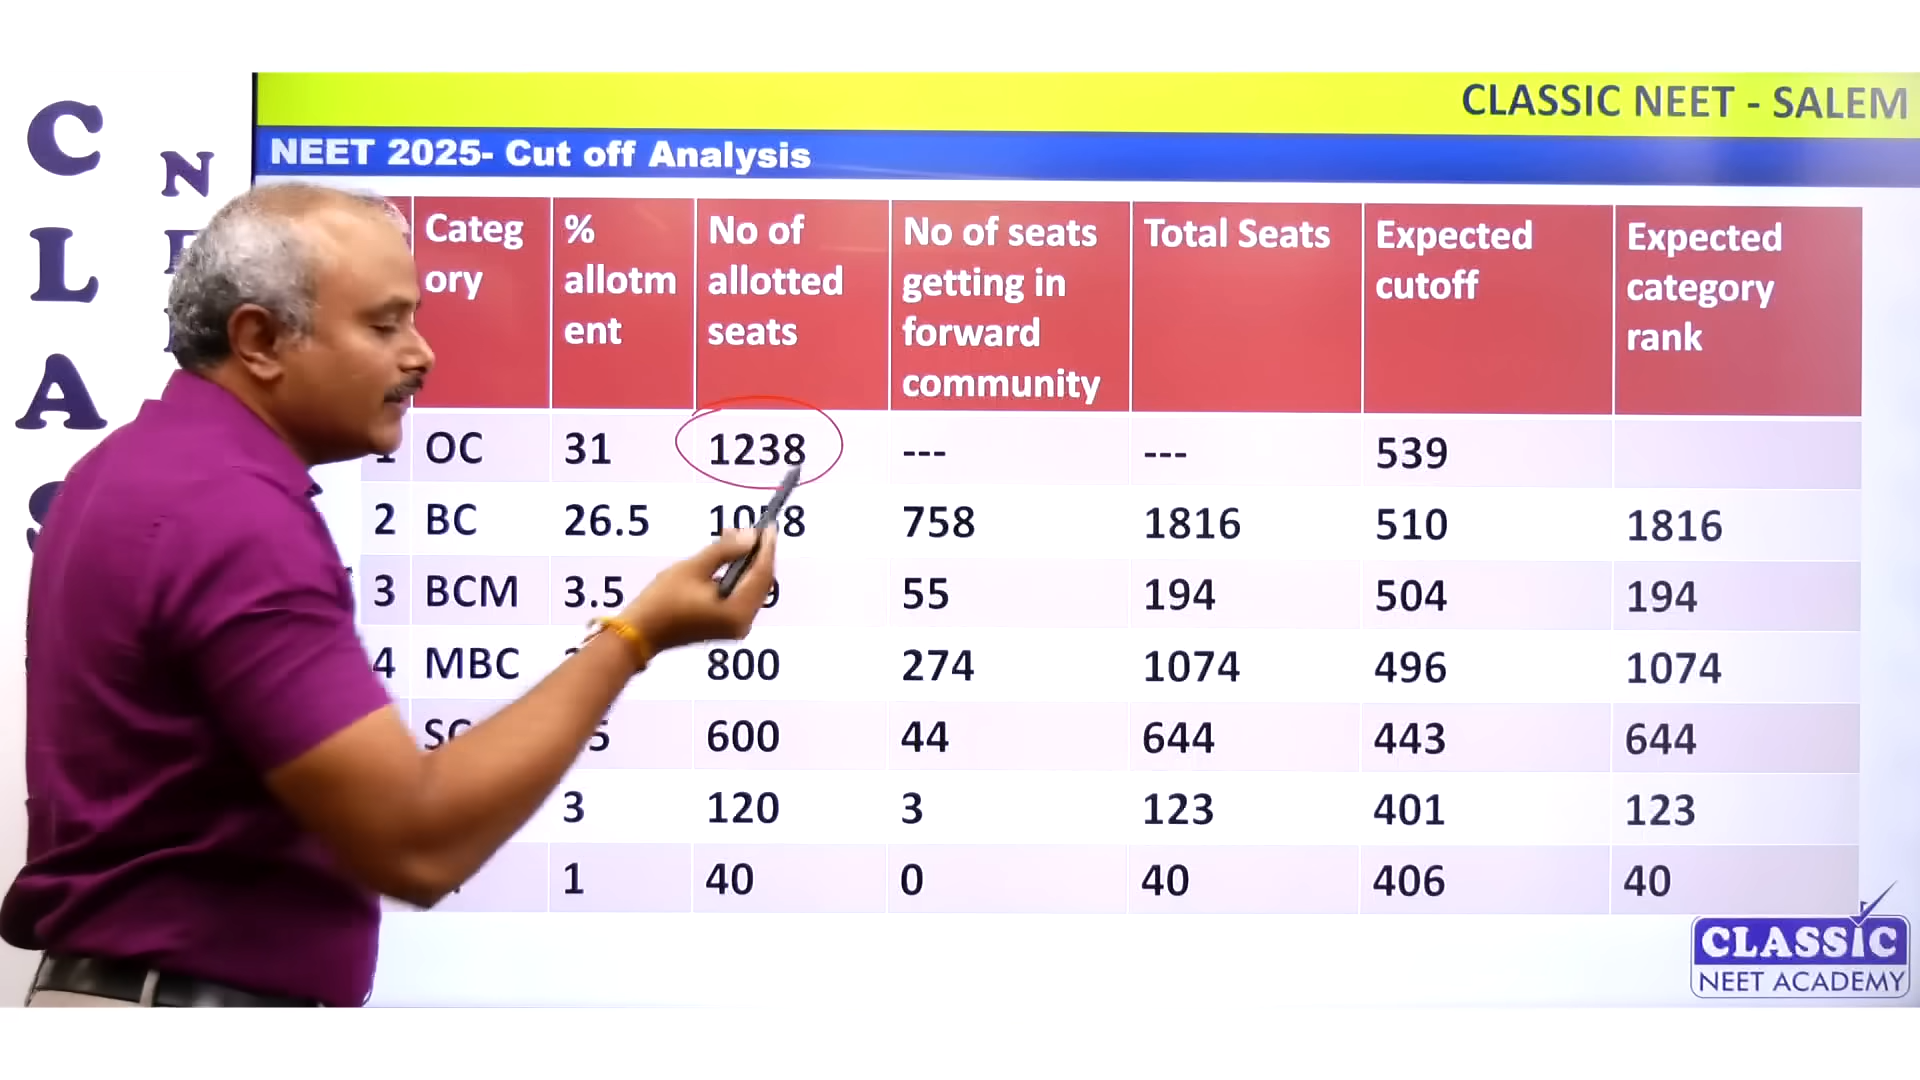 CLASSIC NEET - SALEM
NEET 2025- Cut off Analysis
C
L
A
N
Categ
ory
%
allotm
ent
No of
allotted
seats
No of seats
getting in
forward
community
Total Seats
Expected
cutoff
Expected
category
rank
1 OC 31 1238 --- --- 539
2 BC 26.5 758 1816 510 1816
3 BCM 3.5 55 194 504 194
4 MBC 800 274 1074 496 1074
600 44 644 443 644
3 120 3 123 401 123
1 40 0 40 406 40
CLASSIC
NEET ACADEMY